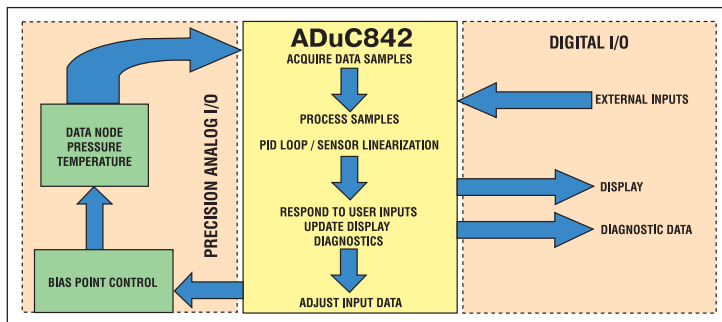 DATA NODE
PRESSURE
TEMPERATURE
BIAS POINT CONTROL
PRECISION ANALOG I/O
ADuC842
ACQUIRE DATA SAMPLES
PROCESS SAMPLES
PID LOOP / SENSOR LINEARIZATION
RESPOND TO USER INPUTS
UPDATE DISPLAY
DIAGNOSTICS
ADJUST INPUT DATA
DIGITAL I/O
EXTERNAL INPUTS
DISPLAY
DIAGNOSTIC DATA